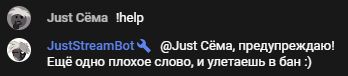 Just Сёма !help
JustStreamBot @Just Сёма, предупреждаю!
Ещё одно плохое слово, и улетаешь в бан :)